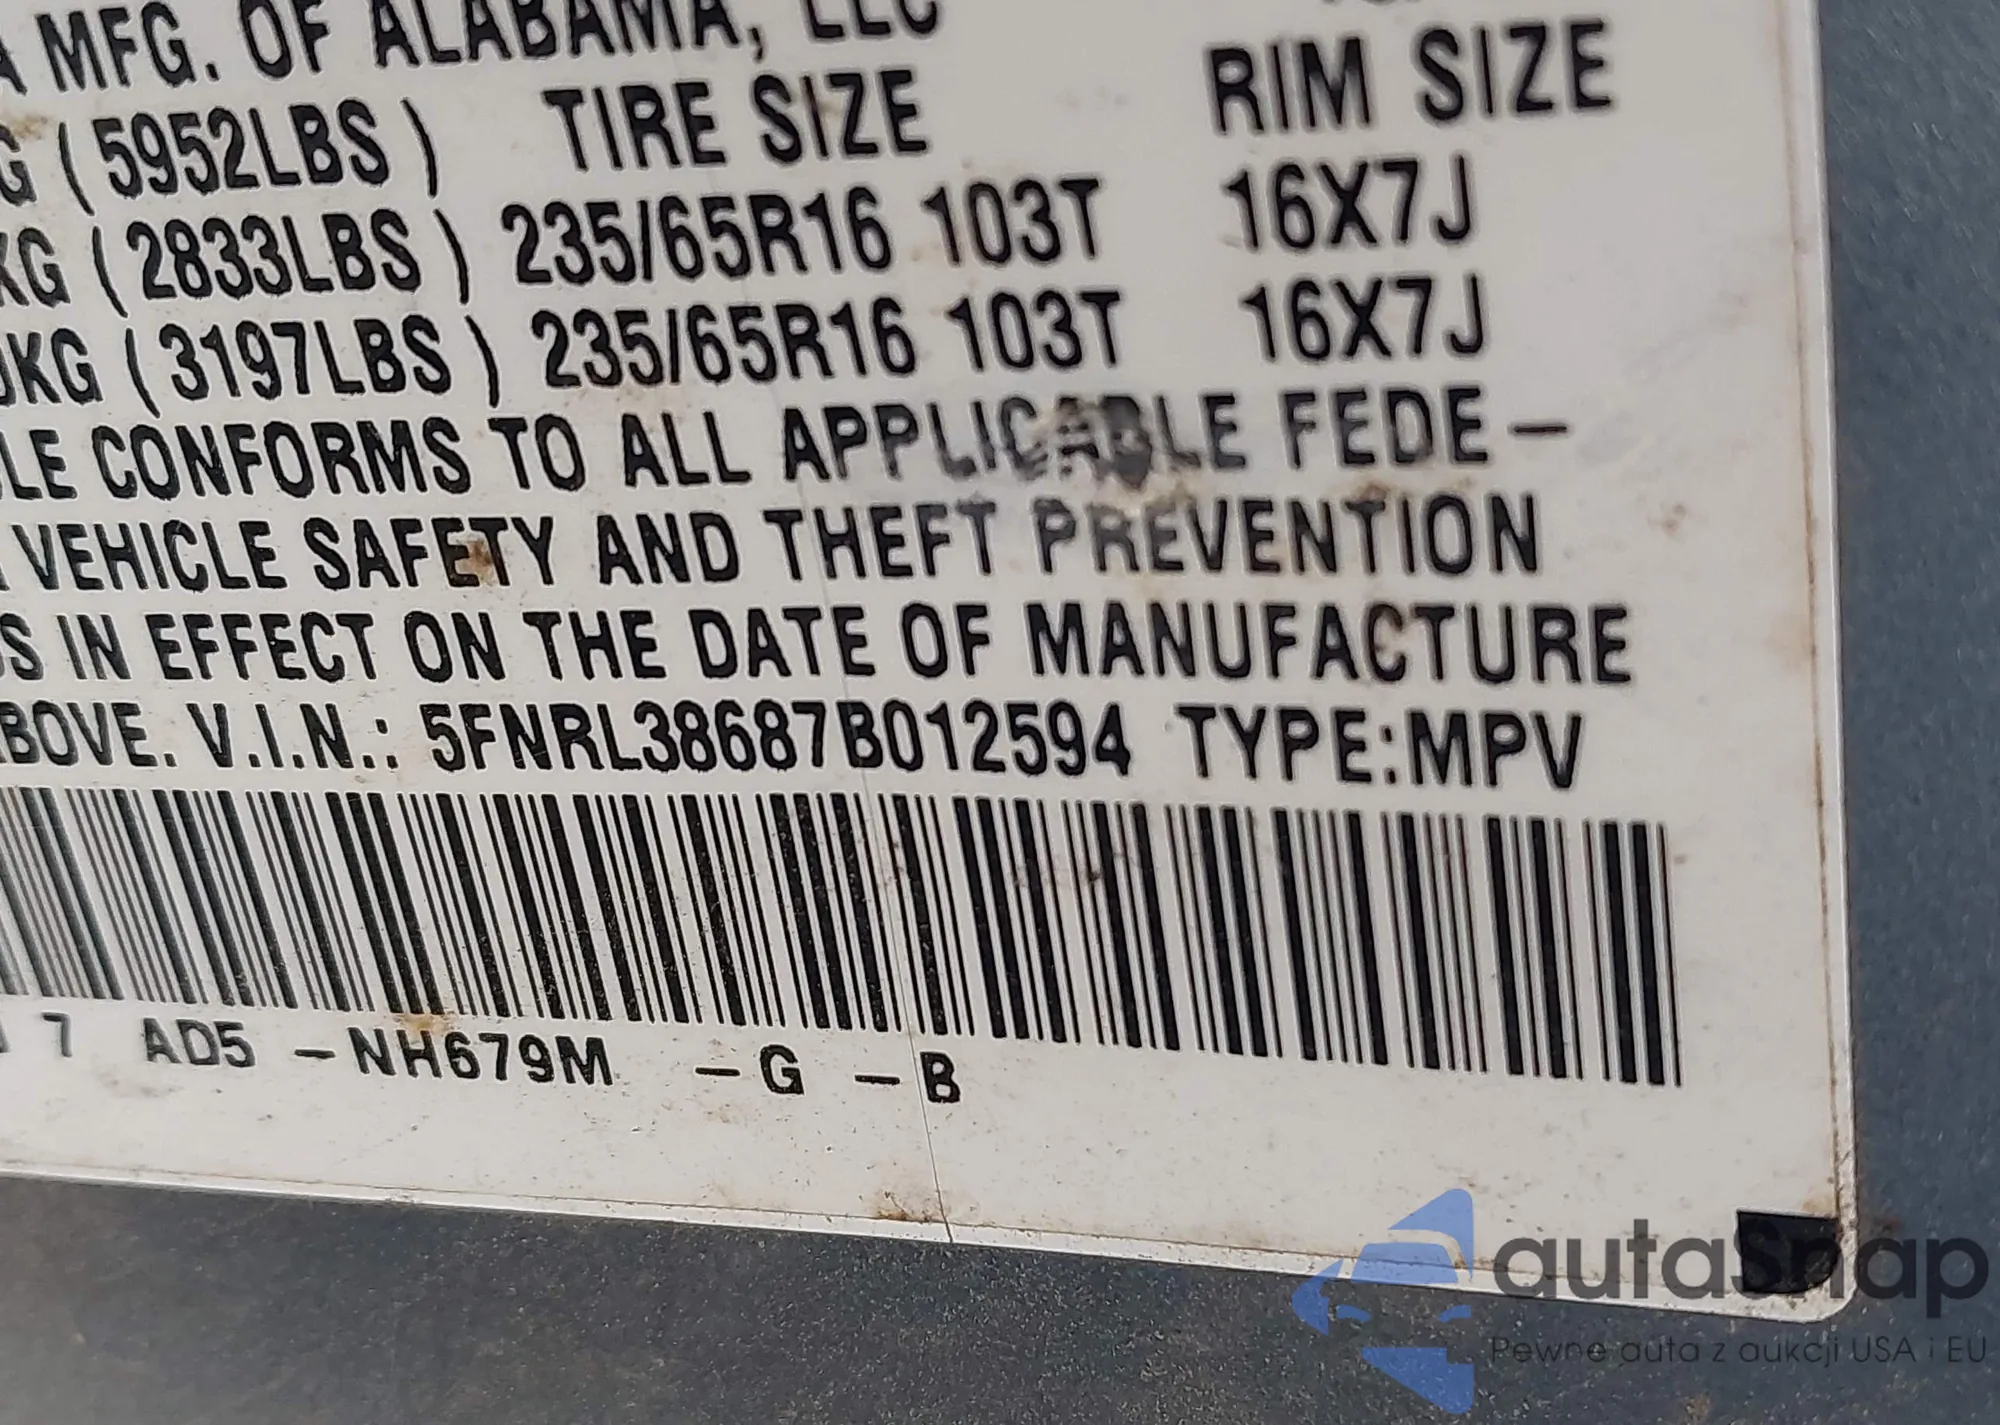 A MFG. OF ALABAMA, LLC
G (5952LBS) TIRE SIZE RIM SIZE
KG (2833LBS) 235/65R16 103T 16X7J
0KG (3197LBS) 235/65R16 103T 16X7J
LE CONFORMS TO ALL APPLICABLE FEDE-
VEHICLE SAFETY AND THEFT PREVENTION
S IN EFFECT ON THE DATE OF MANUFACTURE
BOVE. V.I.N.: 5FNRL38687B012594 TYPE:MPV
7 AD5 -NH679M -G -B
autasnap
Pewne auta z aukcji USA i EU